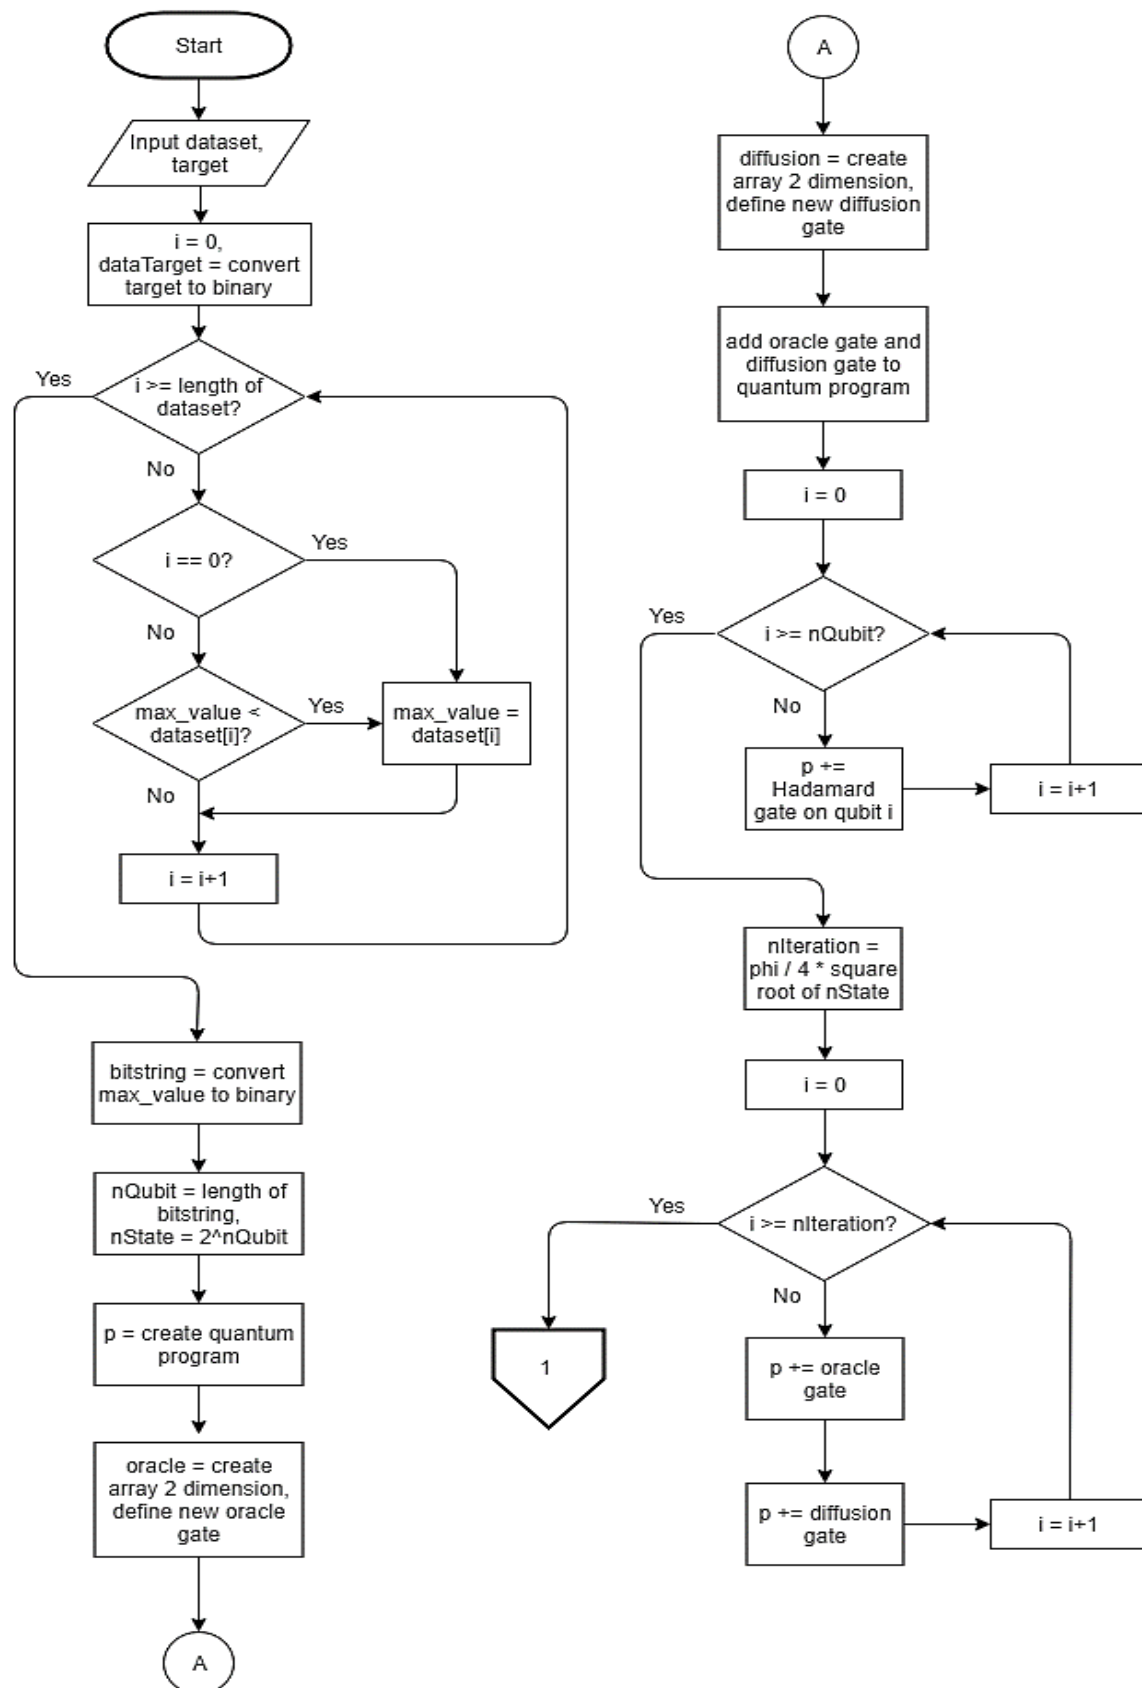 Start
Input dataset,
target
i = 0,
dataTarget = convert
target to binary
Yes
i >= length of
dataset?
No
i == 0?
Yes
No
max_value <
dataset[i]?
Yes
max_value =
dataset[i]
No
i = i+1
bitstring = convert
max_value to binary
nQubit = length of
bitstring,
nState = 2^nQubit
p = create quantum
program
oracle = create
array 2 dimension,
define new oracle
gate
A
A
diffusion = create
array 2 dimension,
define new diffusion
gate
add oracle gate and
diffusion gate to
quantum program
i = 0
Yes
i >= nQubit?
No
p +=
Hadamard
gate on qubit i
i = i+1
nIteration =
phi / 4 * square
root of nState
i = 0
Yes
i >= nIteration?
1
No
p += oracle
gate
p += diffusion
gate
i = i+1